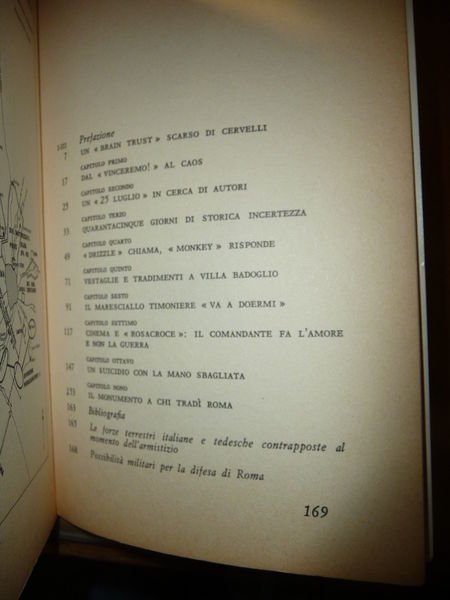 I-III Prefazione
7 UN « BRAIN TRUST » SCARSO DI CERVELLI
CAPITOLO PRIMO
17 DAL « VINCEREMO! » AL CAOS
CAPITOLO SECONDO
25 UN « 25 LUGLIO » IN CERCA DI AUTORI
CAPITOLO TERZO
33 QUARANTACINQUE GIORNI DI STORICA INCERTEZZA
CAPITOLO QUARTO
49 « DRIZZLE » CHIAMA, « MONKEY » RISPONDE
CAPITOLO QUINTO
71 VESTAGLIE E TRADIMENTI A VILLA BADOGLIO
CAPITOLO SESTO
91 IL MARESCIALLO TIMONIERE « VA A DOERMI »
CAPITOLO SETTIMO
117 CINEMA E « ROSACROCE »: IL COMANDANTE FA L'AMORE
E NON LA GUERRA
CAPITOLO OTTAVO
147 UN SUICIDIO CON LA MANO SBAGLIATA
CAPITOLO NONO
153 IL MONUMENTO A CHI TRADÌ ROMA
163 Bibliografia
165 Le forze terrestri italiane e tedesche contrapposte al
momento dell'armistizio
168 Possibilità militari per la difesa di Roma
169